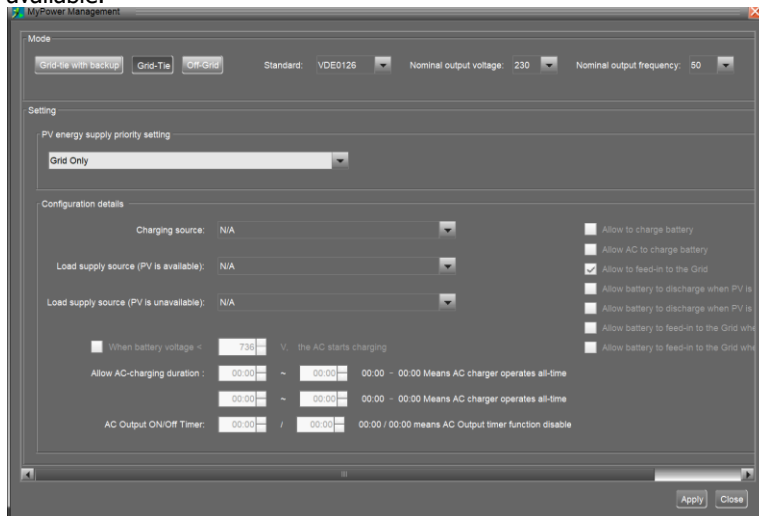 available.
MyPower Management
Mode
Grid-tie with backup Grid-Tie Off-Grid Standard: VDE0126 Nominal output voltage: 230 Nominal output frequency: 50
Setting
PV energy supply priority setting
Grid Only
Configuration details
Charging source: N/A
Allow to charge battery
Allow AC to charge battery
Load supply source (PV is available): N/A
Allow to feed-in to the Grid
Allow battery to discharge when PV is
Load supply source (PV is unavailable): N/A
Allow battery to discharge when PV is
Allow battery to feed-in to the Grid whe
When battery voltage < 736 V, the AC starts charging
Allow battery to feed-in to the Grid whe
Allow AC-charging duration : 00:00 ~ 00:00 00:00 - 00:00 Means AC charger operates all-time
00:00 ~ 00:00 00:00 - 00:00 Means AC charger operates all-time
AC Output ON/Off Timer: 00:00 / 00:00 00:00 / 00:00 means AC Output timer function disable
Apply Close